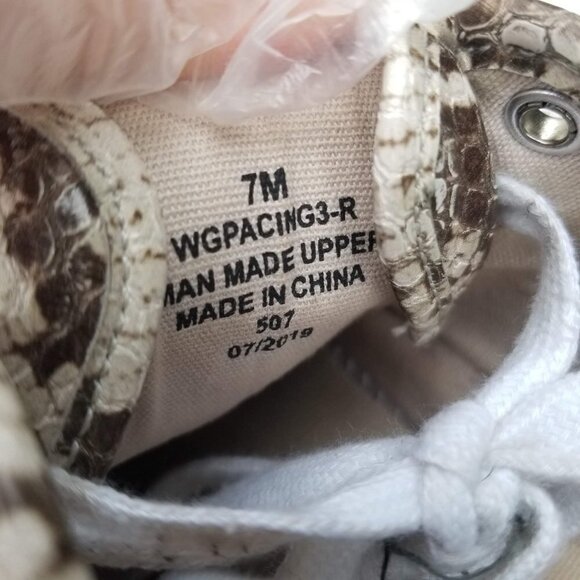 7M
WGPACING3-R
MAN MADE UPPER
MADE IN CHINA
507
07/2019